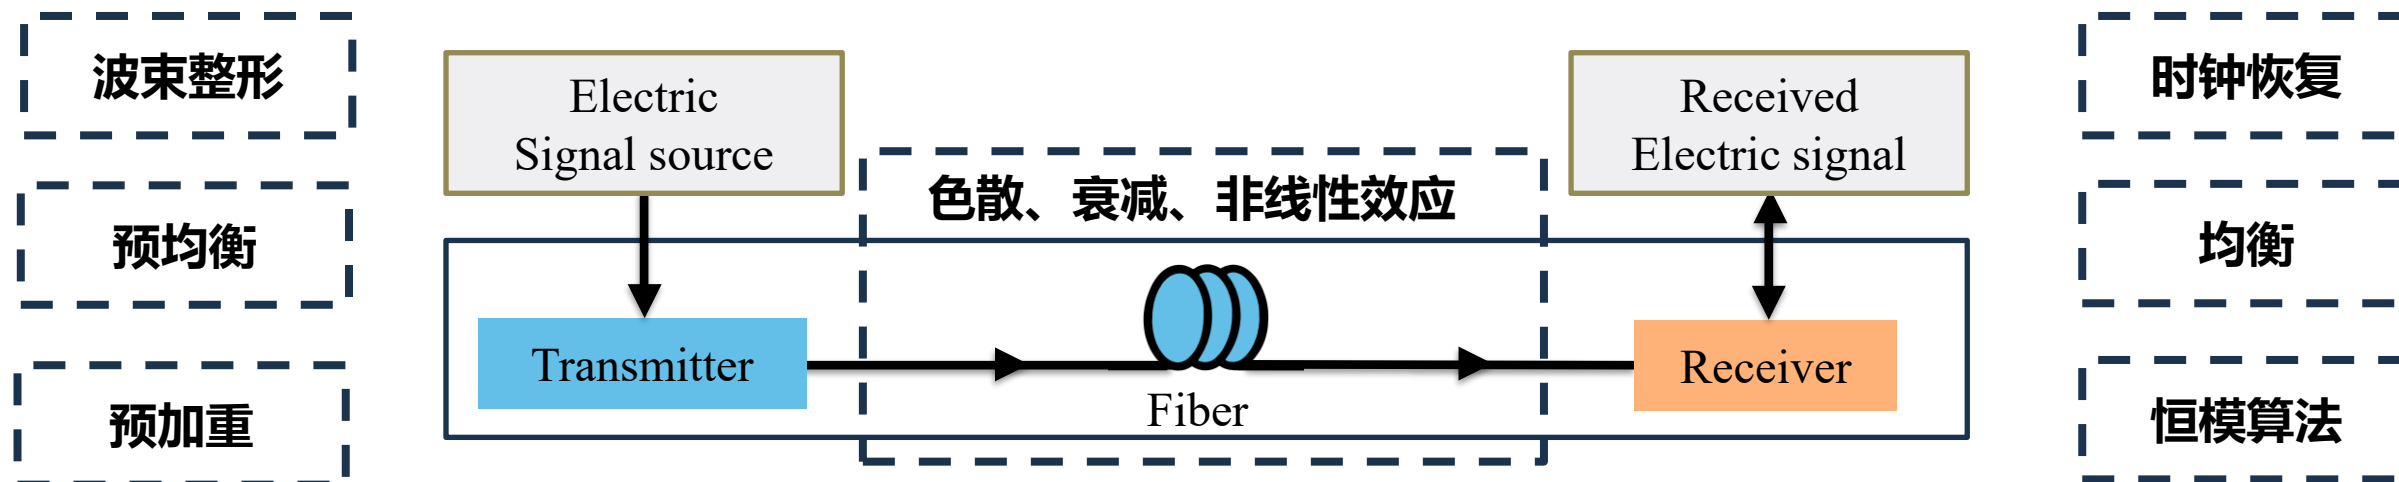 波束整形
预均衡
预加重
Electric
Signal source
色散、衰减、非线性效应
Transmitter
Fiber
Received
Electric signal
Receiver
时钟恢复
均衡
恒模算法